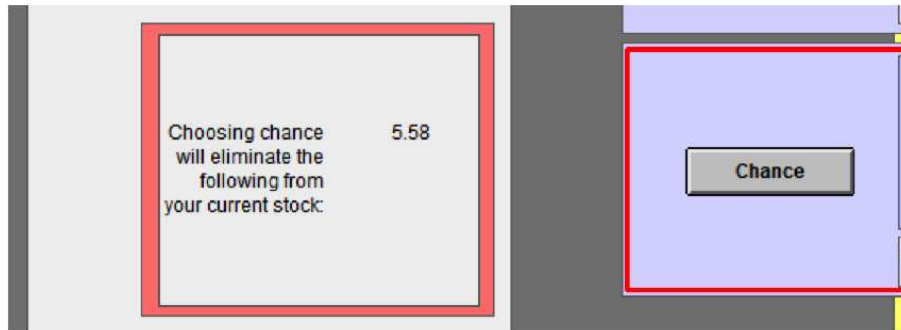 Choosing chance 5.58
will eliminate the
following from
your current stock:
Chance